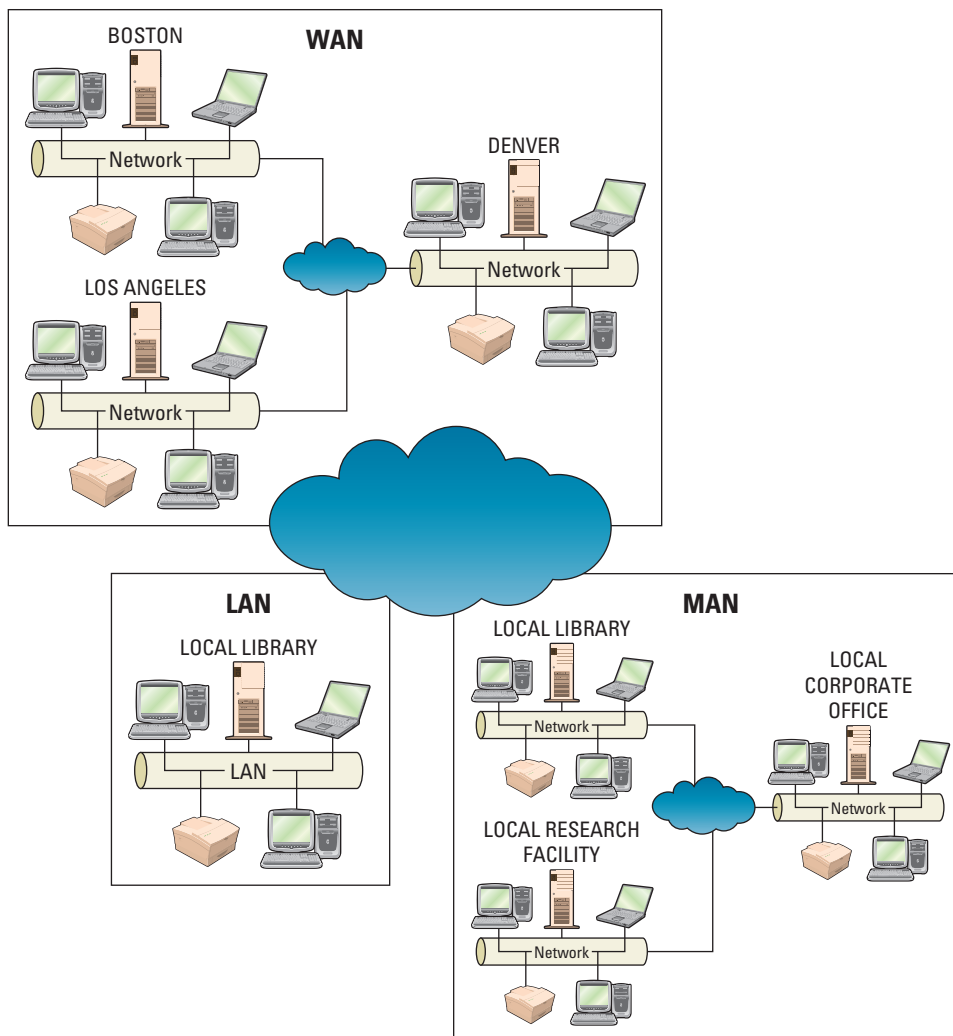 WAN
BOSTON
Network
DENVER
Network
LOS ANGELES
Network
LAN
LOCAL LIBRARY
LAN
MAN
LOCAL LIBRARY
Network
LOCAL
CORPORATE
OFFICE
Network
LOCAL RESEARCH
FACILITY
Network